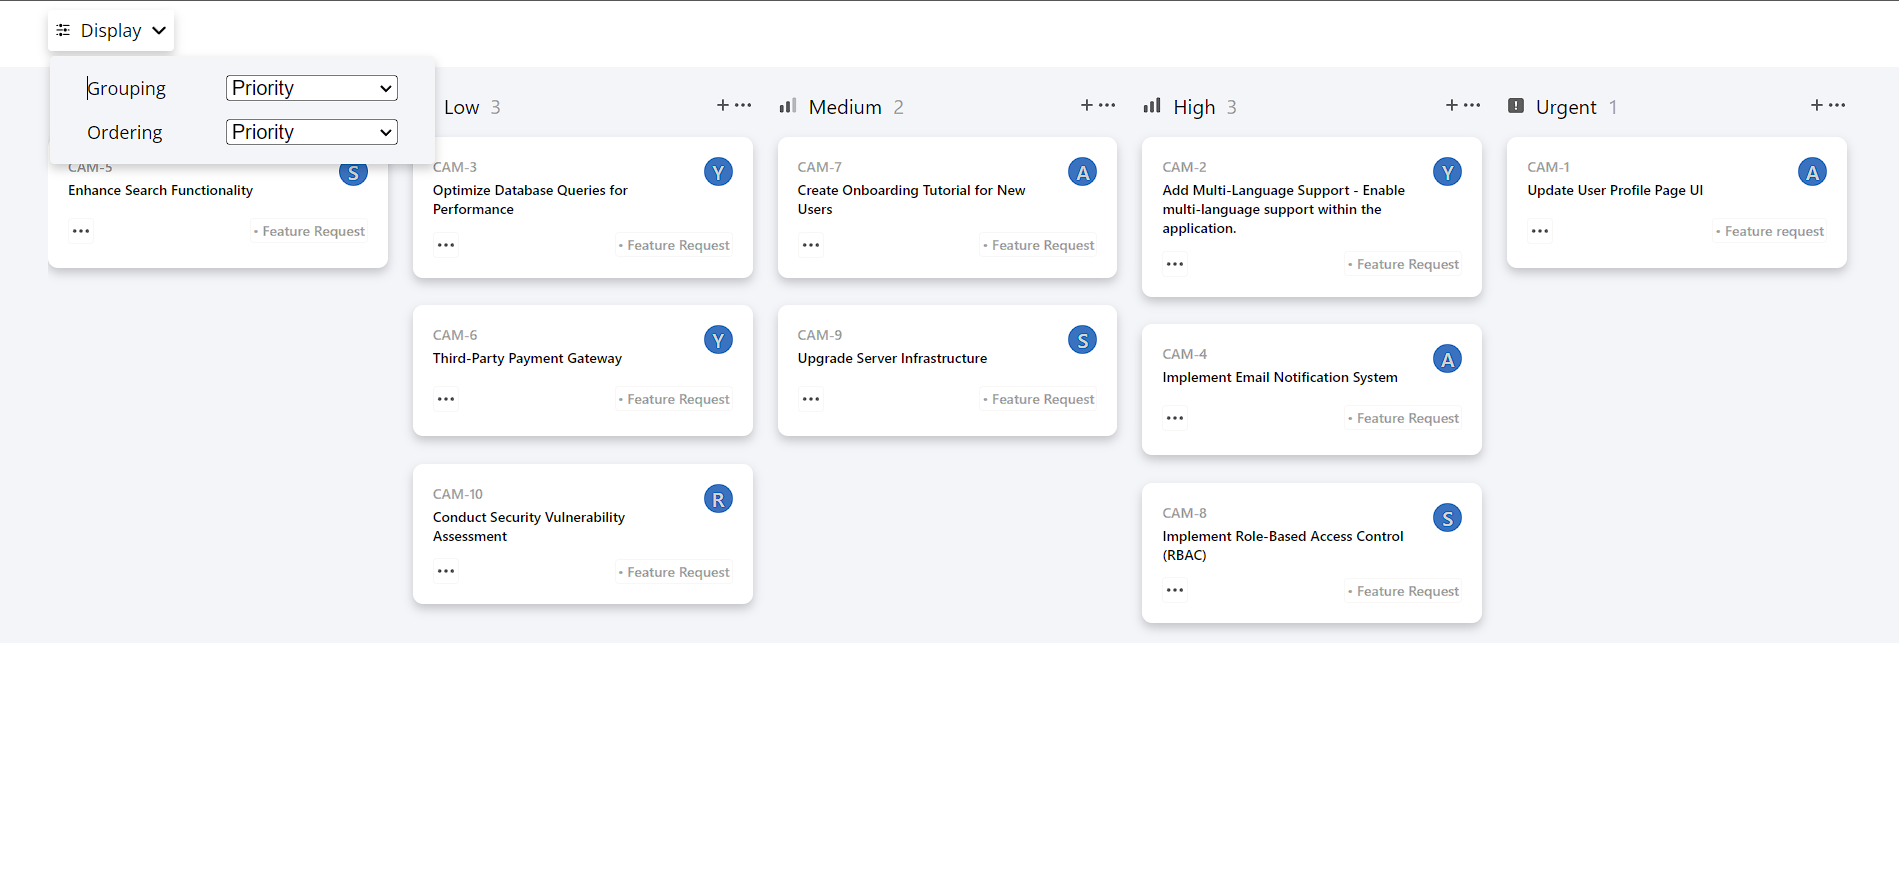 Display
Grouping Priority
Ordering Priority
Low 3
Medium 2
High 3
Urgent 1
CAM-5
S
Enhance Search Functionality
• Feature Request
CAM-3
Y
Optimize Database Queries for
Performance
• Feature Request
CAM-6
Y
Third-Party Payment Gateway
• Feature Request
CAM-10
R
Conduct Security Vulnerability
Assessment
• Feature Request
CAM-7
A
Create Onboarding Tutorial for New
Users
• Feature Request
CAM-9
S
Upgrade Server Infrastructure
• Feature Request
CAM-2
Y
Add Multi-Language Support - Enable
multi-language support within the
application.
• Feature Request
CAM-4
A
Implement Email Notification System
• Feature Request
CAM-8
S
Implement Role-Based Access Control
(RBAC)
• Feature Request
CAM-1
A
Update User Profile Page UI
• Feature request